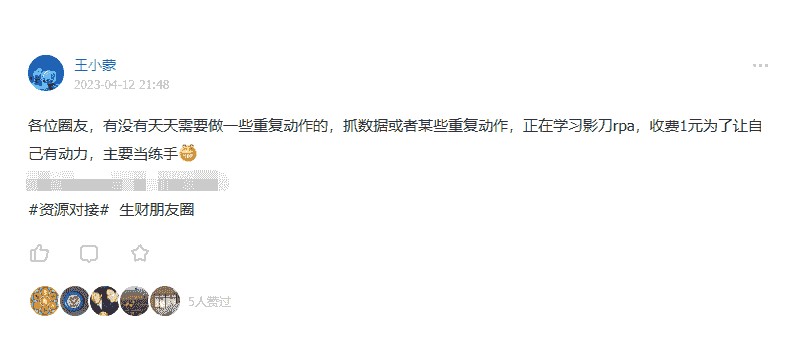 王小蒙
2023-04-12 21:48
各位圈友，有没有天天需要做一些重复动作的，抓数据或者某些重复动作，正在学习影刀rpa，收费1元为了让自
己有动力，主要当练手
#资源对接# 生财朋友圈
5人赞过